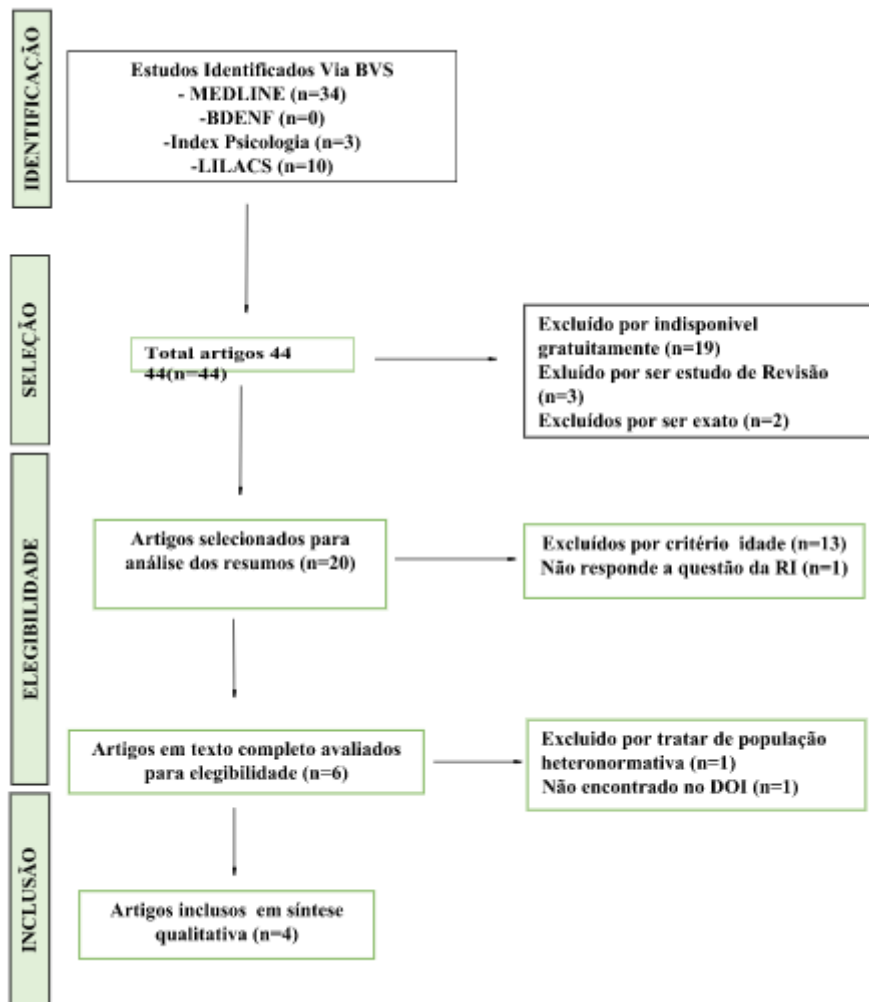 IDENTIFICAÇÃO
Estudos Identificados Via BVS
- MEDLINE (n=34)
-BDENF (n=0)
-Index Psicologia (n=3)
-LILACS (n=10)
SELEÇÃO
Total artigos 44
44(n=44)
Excluído por indisponivel
gratuitamente (n=19)
Exluído por ser estudo de Revisão
(n=3)
Excluídos por ser exato (n=2)
ELEGIBILIDADE
Artigos selecionados para
análise dos resumos (n=20)
Excluídos por critério idade (n=13)
Não responde a questão da RI (n=1)
Artigos em texto completo avaliados
para elegibilidade (n=6)
Excluido por tratar de população
heteronormativa (n=1)
Não encontrado no DOI (n=1)
INCLUSÃO
Artigos inclusos em síntese
qualitativa (n=4)